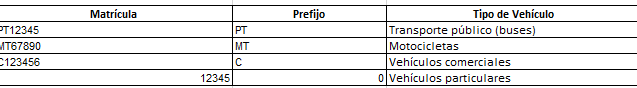 Matrícula Prefijo Tipo de Vehículo
PT12345 PT Transporte público (buses)
MT67890 MT Motocicletas
C123456 C Vehículos comerciales
12345 0 Vehículos particulares